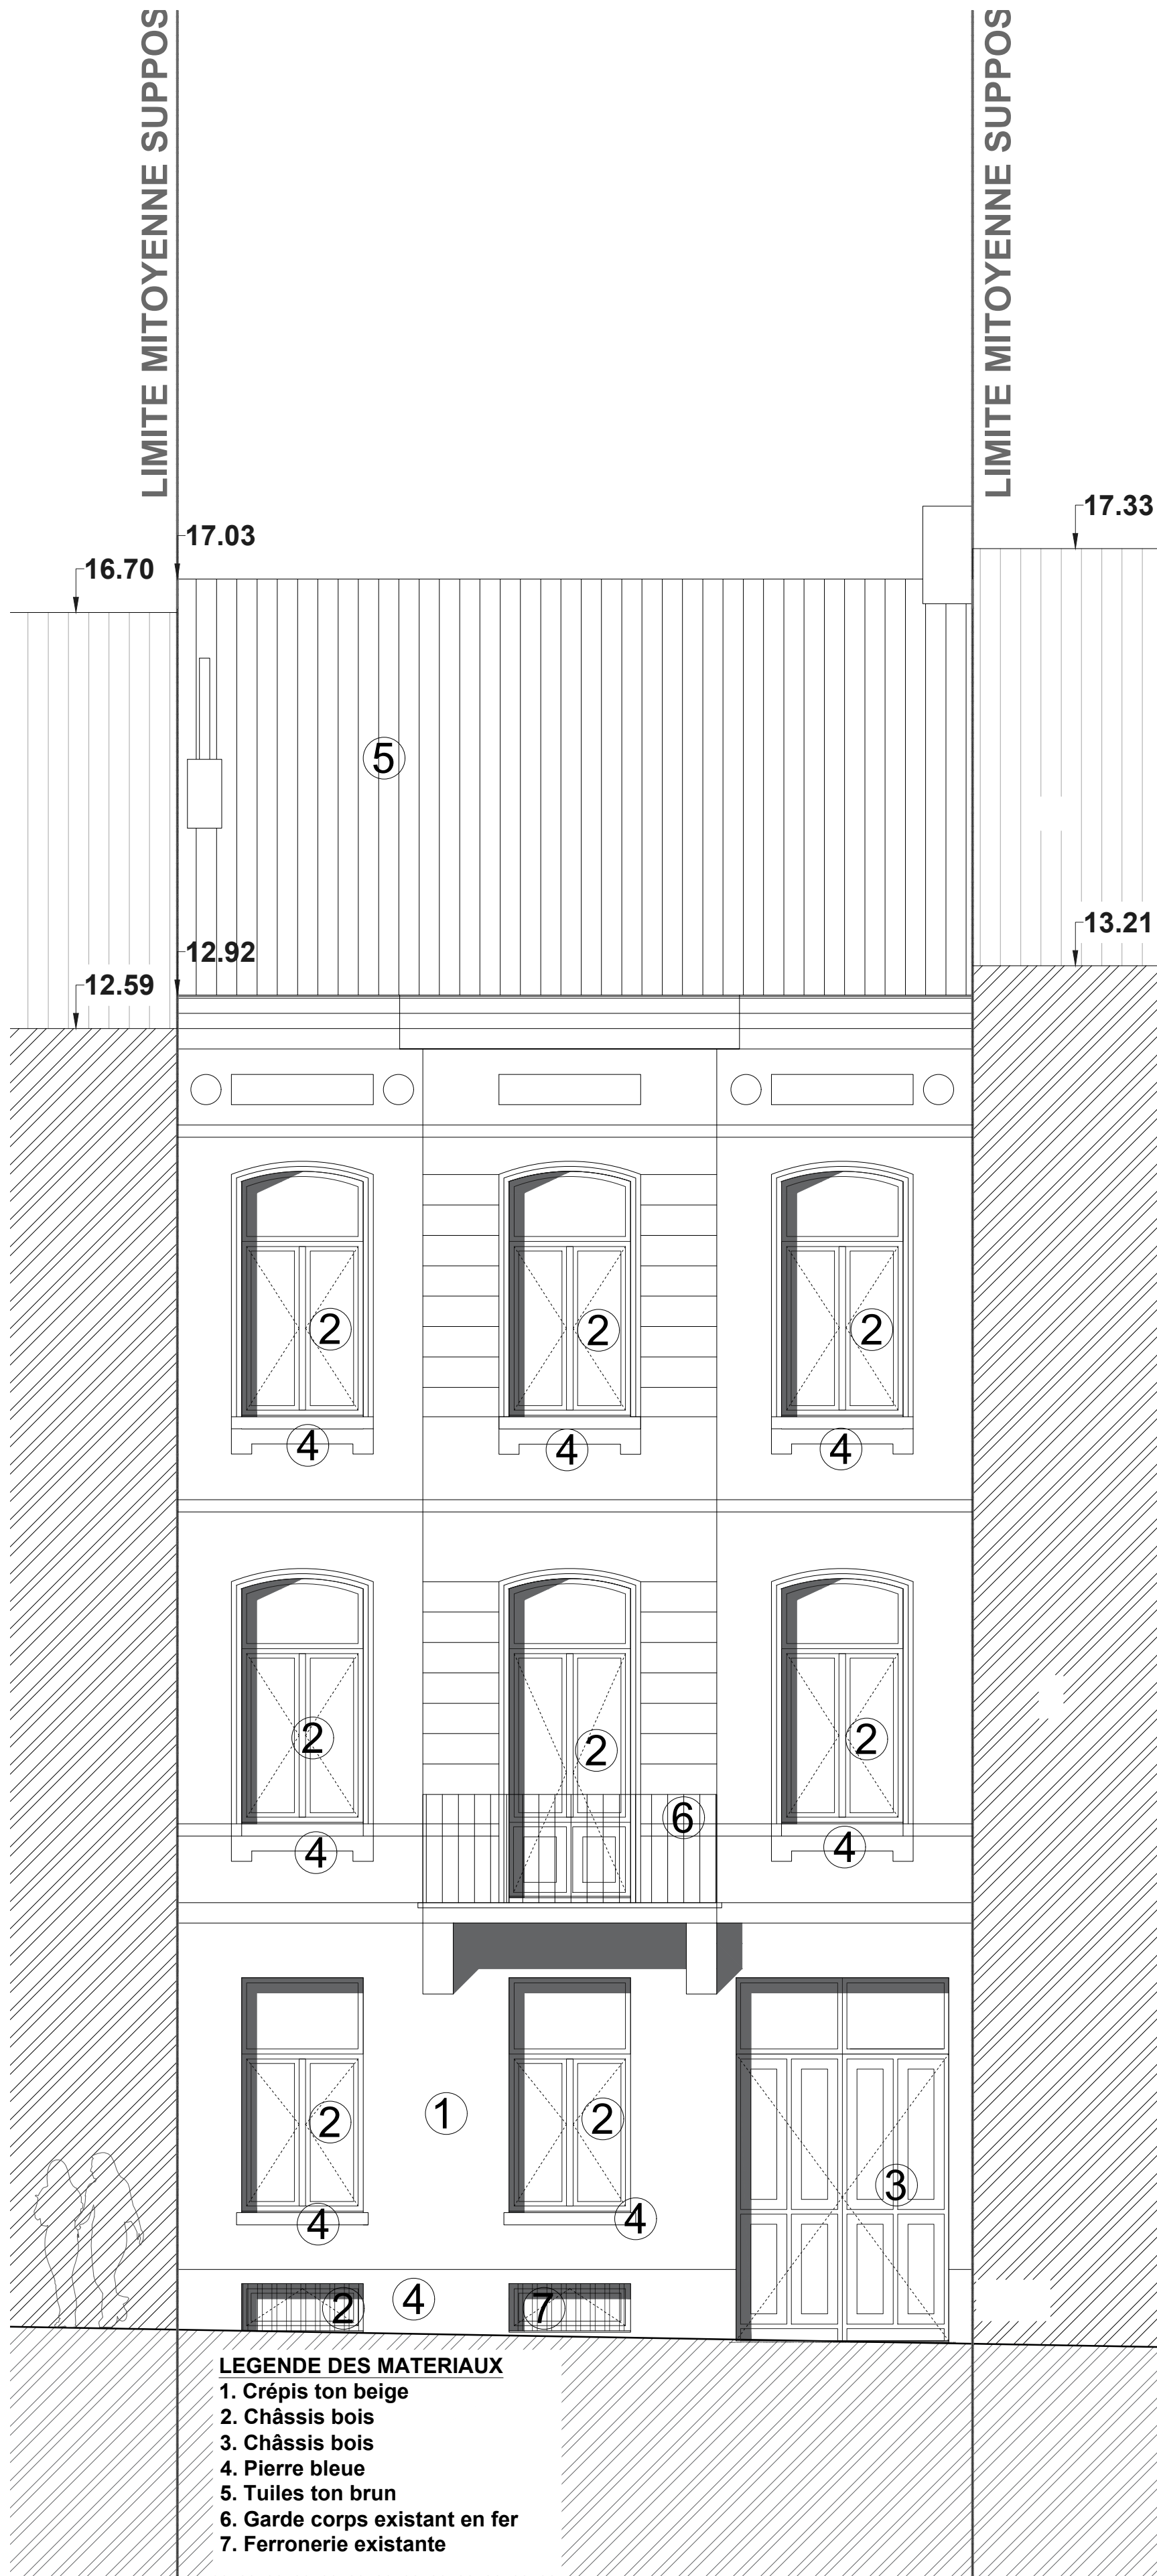 LIMITE MITOYENNE SUPPOS
LIMITE MITOYENNE SUPPOS
17.33
17.03
16.70
5
13.21
12.92
12.59
2
2
2
4
4
4
2
2
2
6
4
4
2
1
2
3
4
4
2
4
7
LEGENDE DES MATERIAUX
1. Crépis ton beige
2. Châssis bois
3. Châssis bois
4. Pierre bleue
5. Tuiles ton brun
6. Garde corps existant en fer
7. Ferronerie existante